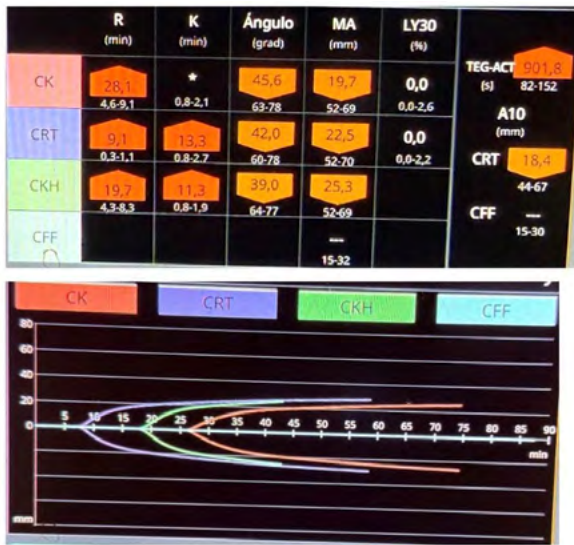 R K Ángulo MA LY30
(min) (min) (grad) (mm) (%)
CK 28,1 * 45,6 19,7 0,0
4,6-9,1 0,8-2,1 63-78 52-69 0,0-2,6
CRT 9,1 13,3 42,0 22,5 0,0
0,3-1,1 0.8-2.7 60-78 52-70 0,0-2,2
CKH 19,7 11,3 39,0 25,3
4,3-8,3 0,8-1,9 64-77 52-69
CFF ---
15-32
TEG-ACT 901,8
(s) 82-152
A10
(mm)
CRT 18,4
44-67
CFF ---
15-30
CK CRT CKH CFF
80
60
40
20
0 5 10 15 20 25 30 35 40 45 50 55 60 65 70 75 80 85 90
min
mm